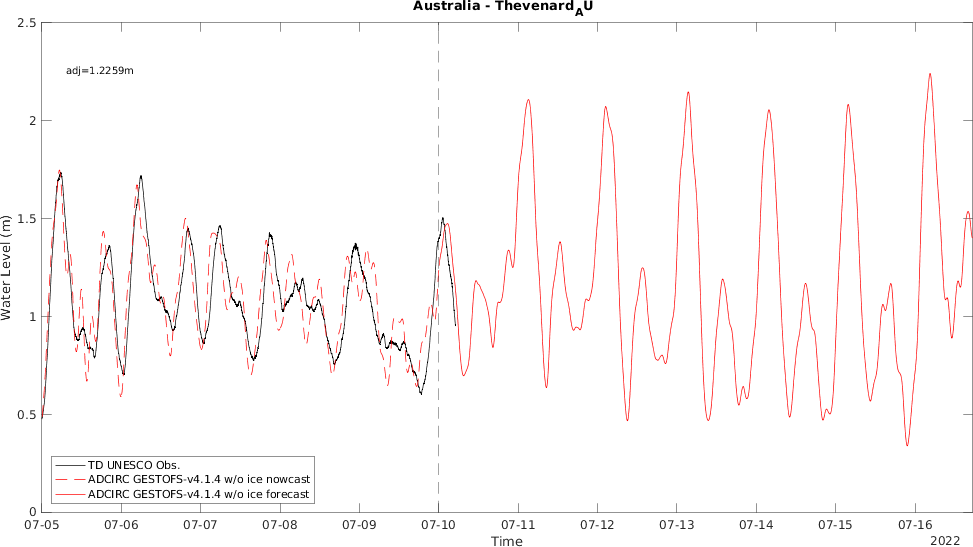 Australia - Thevenard_AU
2.5
adj=1.2259m
2
1.5
Water Level (m)
1
0.5
TD UNESCO Obs.
ADCIRC GESTOFS-v4.1.4 w/o ice nowcast
ADCIRC GESTOFS-v4.1.4 w/o ice forecast
0
07-05 07-06 07-07 07-08 07-09 07-10 07-11 07-12 07-13 07-14 07-15 07-16
Time
2022